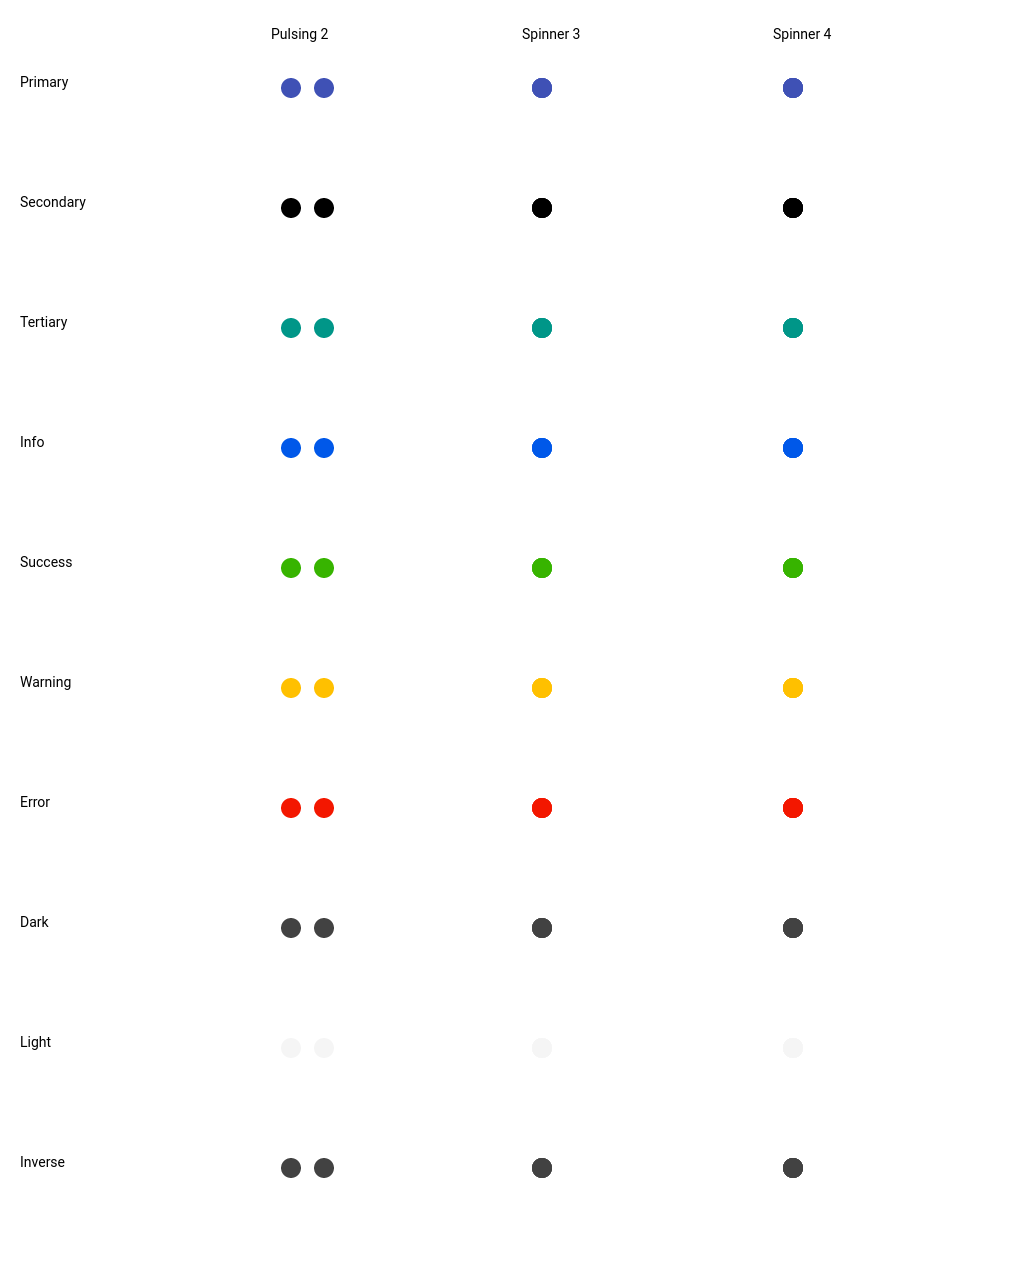 Pulsing 2
Spinner 3
Spinner 4
Primary
Secondary
Tertiary
Info
Success
Warning
Error
Dark
Light
Inverse